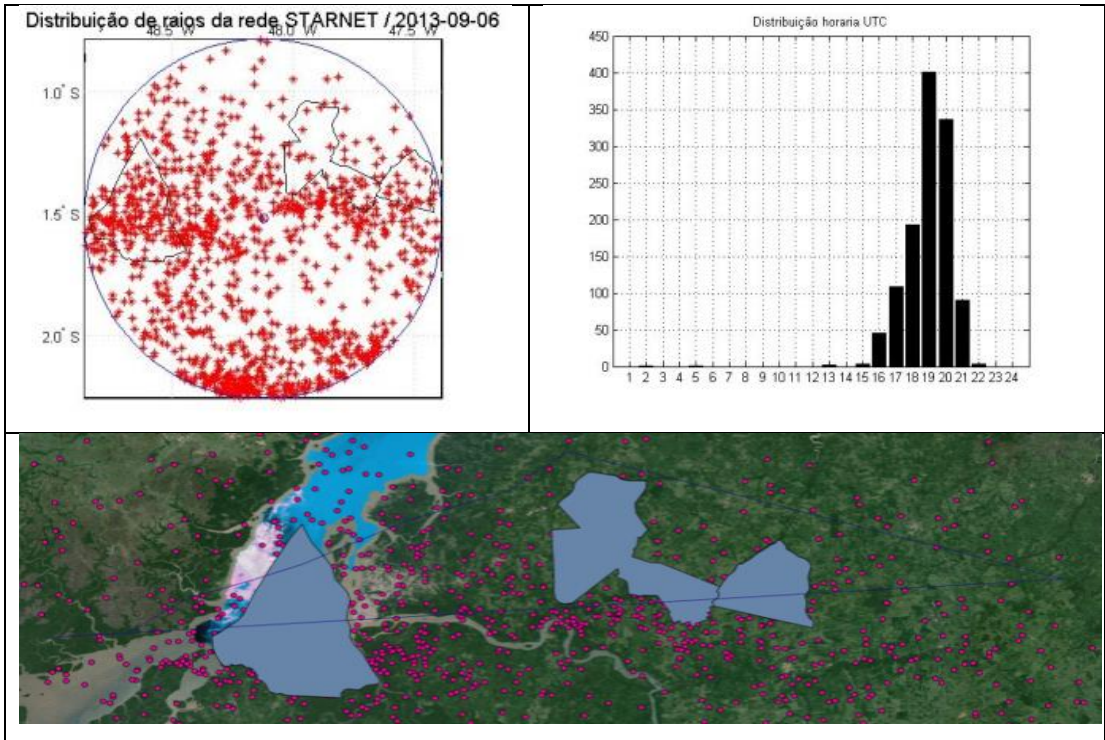 Distribuição de raios da rede STARNET / 2013-09-06
48.5° W 48.0° W 47.5° W
1.0° S
1.5° S
2.0° S
Distribuição horaria UTC
450
400
350
300
250
200
150
100
50
0
1 2 3 4 5 6 7 8 9 10 11 12 13 14 15 16 17 18 19 20 21 22 23 24